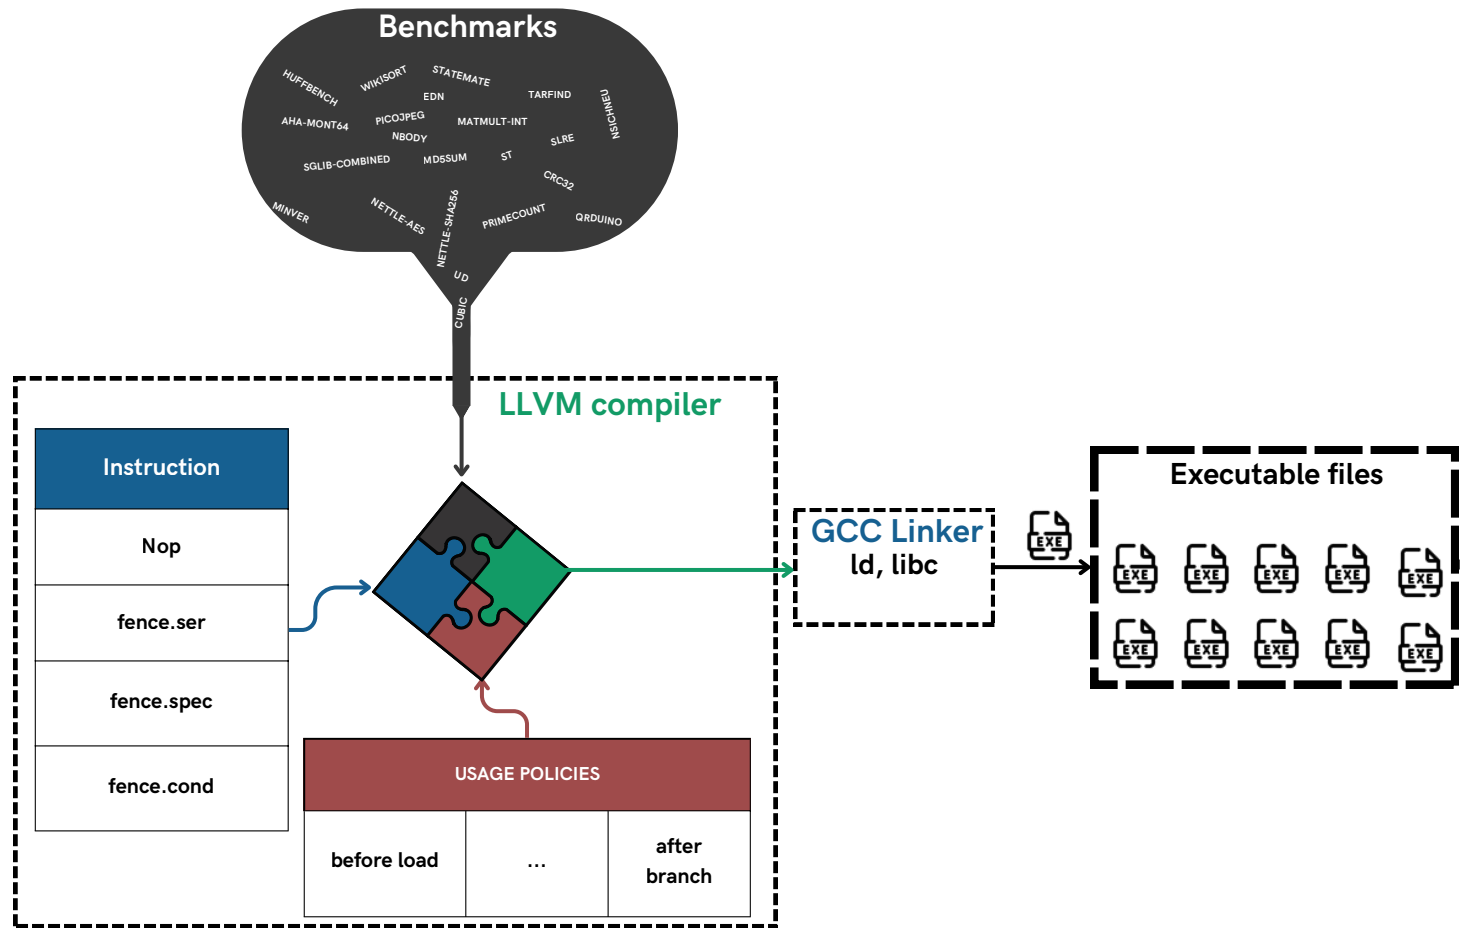 Benchmarks
HUFFBENCH
WIKISORT
STATEMATE
EDN
TARFIND
NSICHNEU
AHA-MONT64
PICOJPEG
MATMULT-INT
NBODY
SLRE
SGLIB-COMBINED
MD5SUM
ST
CRC32
MINVER
NETTLE-AES
NETTLE-SHA256
PRIMECOUNT
QRDUINO
UD
CUBIC
LLVM compiler
Instruction
Nop
fence.ser
fence.spec
fence.cond
USAGE POLICIES
before load
...
after
branch
GCC Linker
ld, libc
EXE
Executable files
EXE
EXE
EXE
EXE
EXE
EXE
EXE
EXE
EXE
EXE